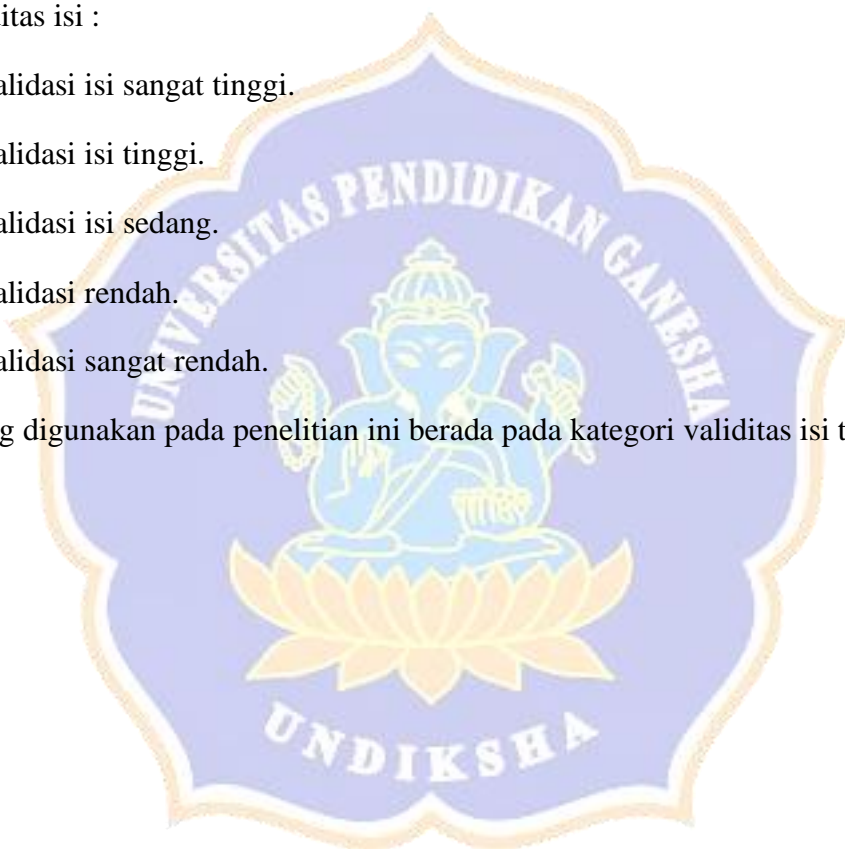 itas isi :
alidasi isi sangat tinggi.
alidasi isi tinggi.
alidasi isi sedang.
alidasi rendah.
alidasi sangat rendah.
g digunakan pada penelitian ini berada pada kategori validitas isi t
UNIVERSITAS PENDIDIKAN GANESHA
UNDIKSHA